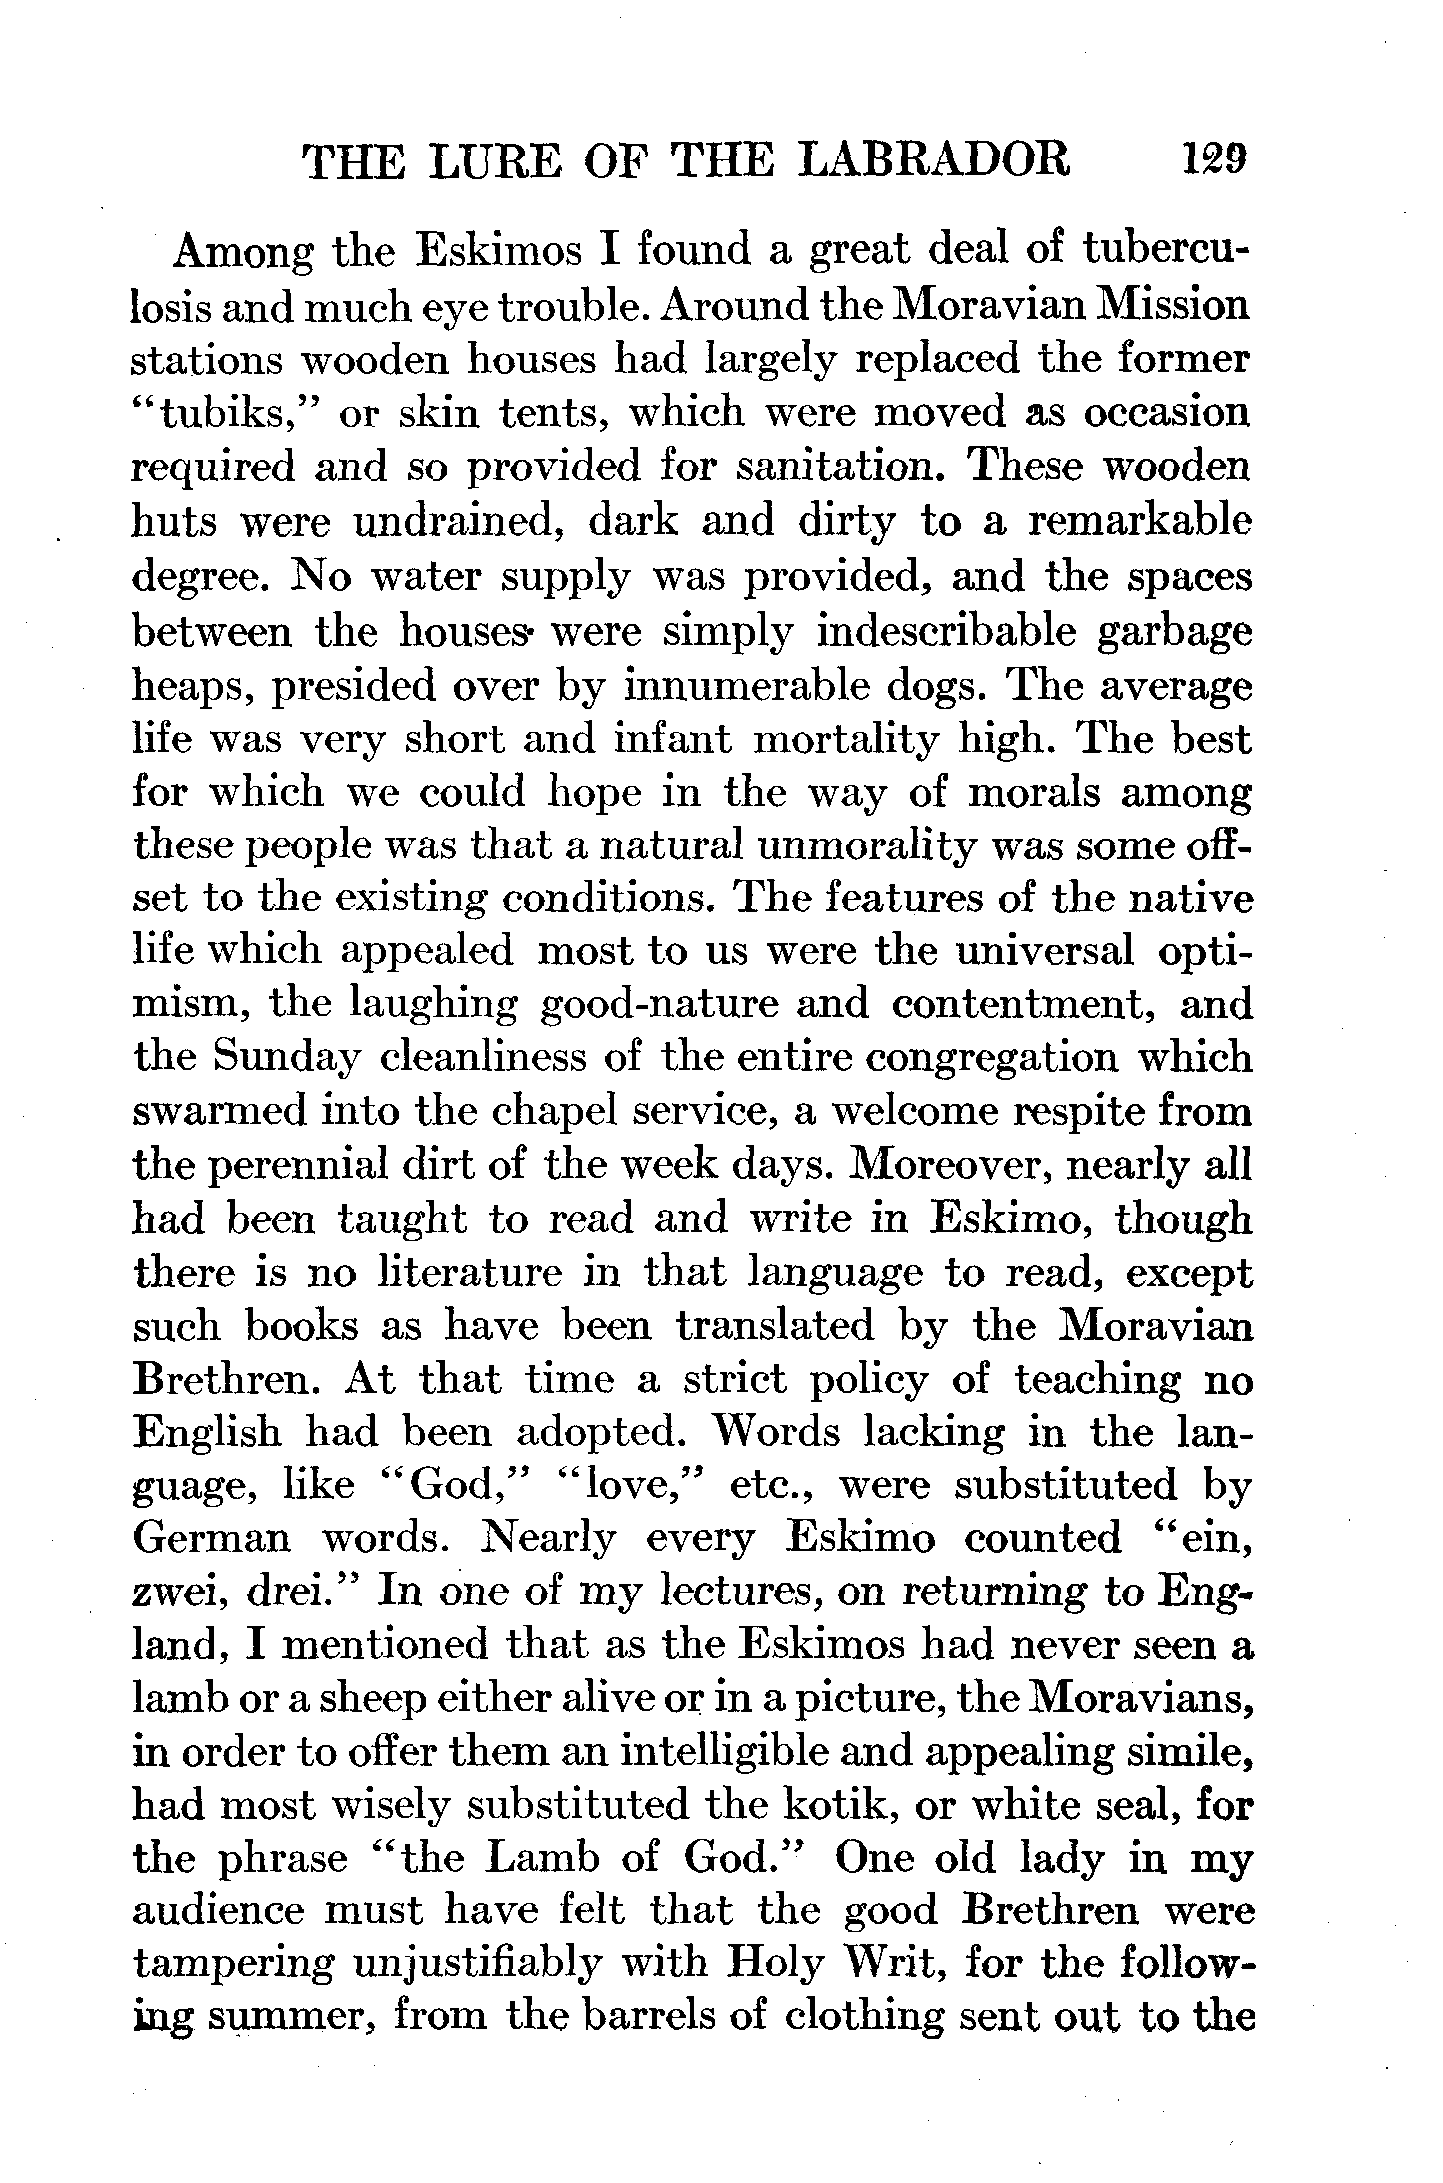 THE LURE OF THE LABRADOR 129
Among the Eskimos I found a great deal of tubercu-
losis and much eye trouble. Around the Moravian Mission
stations wooden houses had largely replaced the former
“tubiks,” or skin tents, which were moved as occasion
required and so provided for sanitation. These wooden
huts were undrained, dark and dirty to a remarkable
degree. No water supply was provided, and the spaces
between the houses were simply indescribable garbage
heaps, presided over by innumerable dogs. The average
life was very short and infant mortality high. The best
for which we could hope in the way of morals among
these people was that a natural unmorality was some off-
set to the existing conditions. The features of the native
life which appealed most to us were the universal opti-
mism, the laughing good-nature and contentment, and
the Sunday cleanliness of the entire congregation which
swarmed into the chapel service, a welcome respite from
the perennial dirt of the week days. Moreover, nearly all
had been taught to read and write in Eskimo, though
there is no literature in that language to read, except
such books as have been translated by the Moravian
Brethren. At that time a strict policy of teaching no
English had been adopted. Words lacking in the lan-
guage, like “God,” “love,” etc., were substituted by
German words. Nearly every Eskimo counted “ein,
zwei, drei.” In one of my lectures, on returning to Eng-
land, I mentioned that as the Eskimos had never seen a
lamb or a sheep either alive or in a picture, the Moravians,
in order to offer them an intelligible and appealing simile,
had most wisely substituted the kotik, or white seal, for
the phrase “the Lamb of God.” One old lady in my
audience must have felt that the good Brethren were
tampering unjustifiably with Holy Writ, for the follow-
ing summer, from the barrels of clothing sent out to the